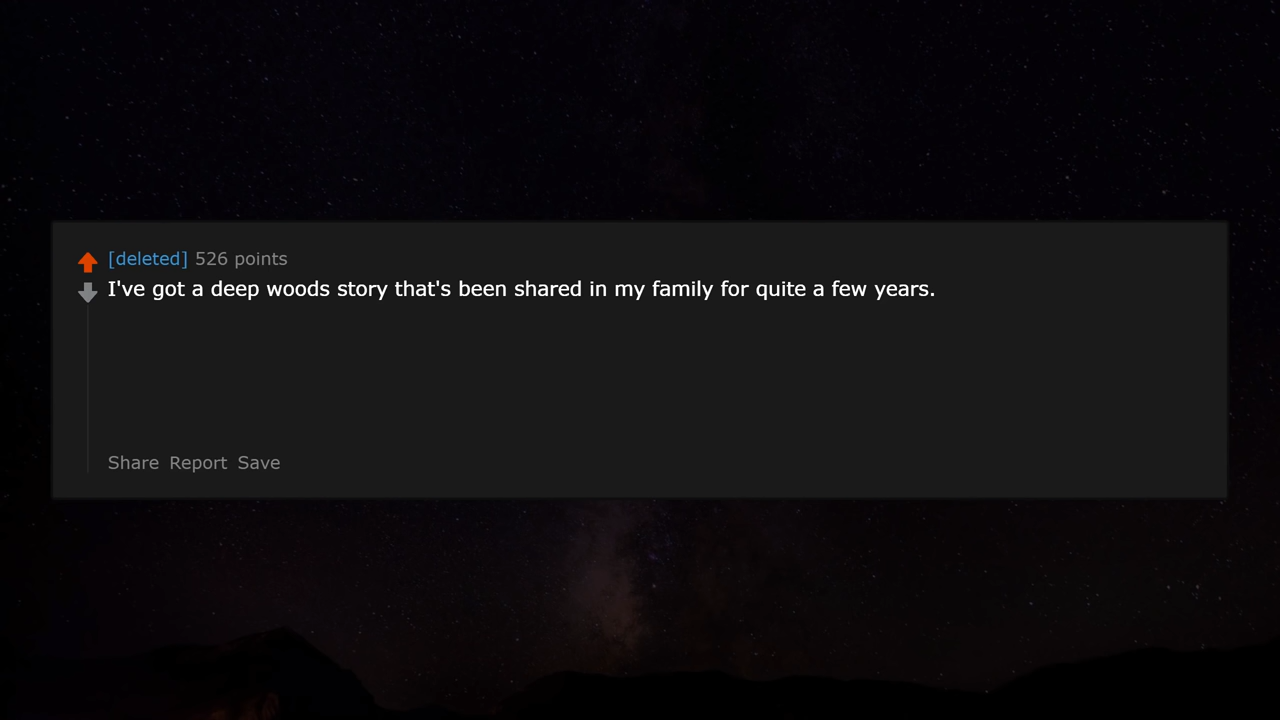 [deleted] 526 points
I've got a deep woods story that's been shared in my family for quite a few years.
Share Report Save